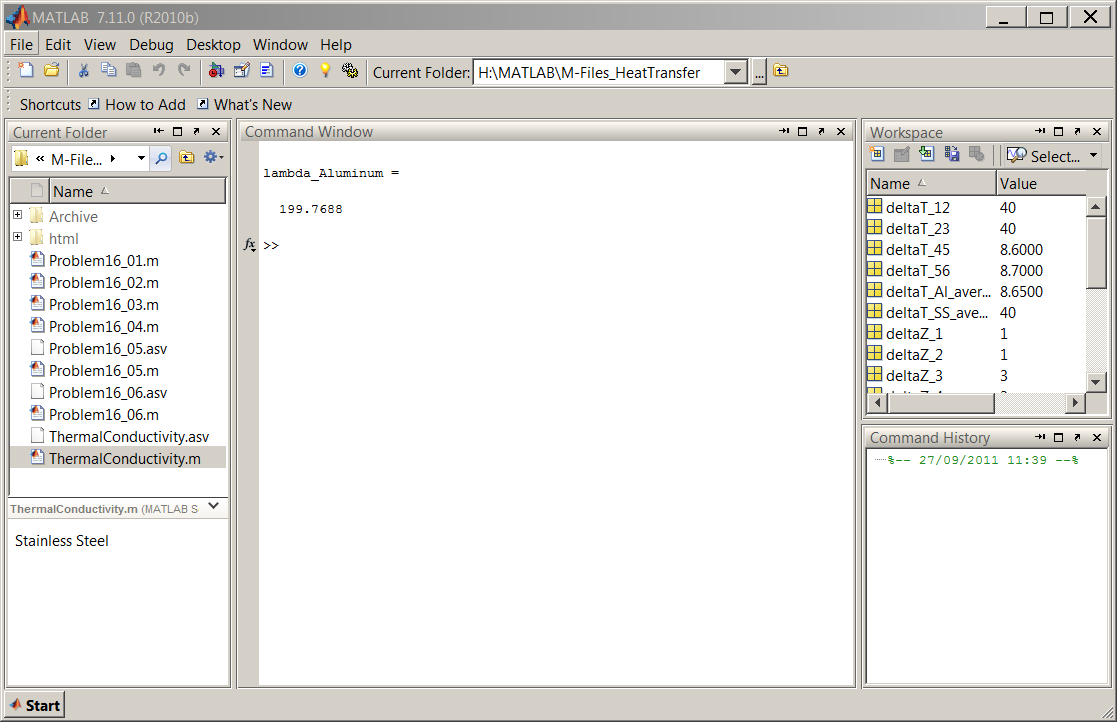 MATLAB 7.11.0 (R2010b)
File Edit View Debug Desktop Window Help
Current Folder: H:\MATLAB\M-Files_HeatTransfer ...
Shortcuts How to Add What's New
Current Folder
« M-File...
Name
Archive
html
Problem16_01.m
Problem16_02.m
Problem16_03.m
Problem16_04.m
Problem16_05.asv
Problem16_05.m
Problem16_06.asv
Problem16_06.m
ThermalConductivity.asv
ThermalConductivity.m
ThermalConductivity.m (MATLAB S
Stainless Steel
Command Window
lambda_Aluminum =
199.7688
fx >>
Workspace
Select...
Name Value
deltaT_12 40
deltaT_23 40
deltaT_45 8.6000
deltaT_56 8.7000
deltaT_Al_aver... 8.6500
deltaT_SS_ave... 40
deltaZ_1 1
deltaZ_2 1
deltaZ_3 3
Command History
%-- 27/09/2011 11:39 --%
Start